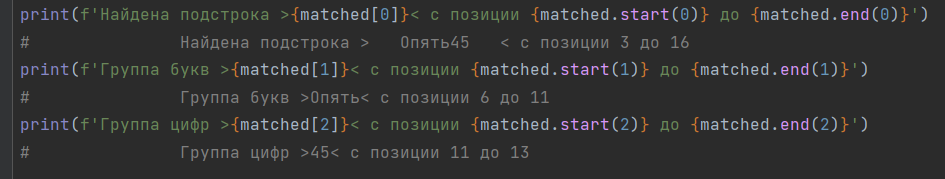 print(f'Найдена подстрока >{matched[0]}< с позиции {matched.start(0)} до {matched.end(0)}')
#               Найдена подстрока >   Опять45   < с позиции 3 до 16
print(f'Группа букв >{matched[1]}< с позиции {matched.start(1)} до {matched.end(1)}')
#               Группа букв >Опять< с позиции 6 до 11
print(f'Группа цифр >{matched[2]}< с позиции {matched.start(2)} до {matched.end(2)}')
#               Группа цифр >45< с позиции 11 до 13